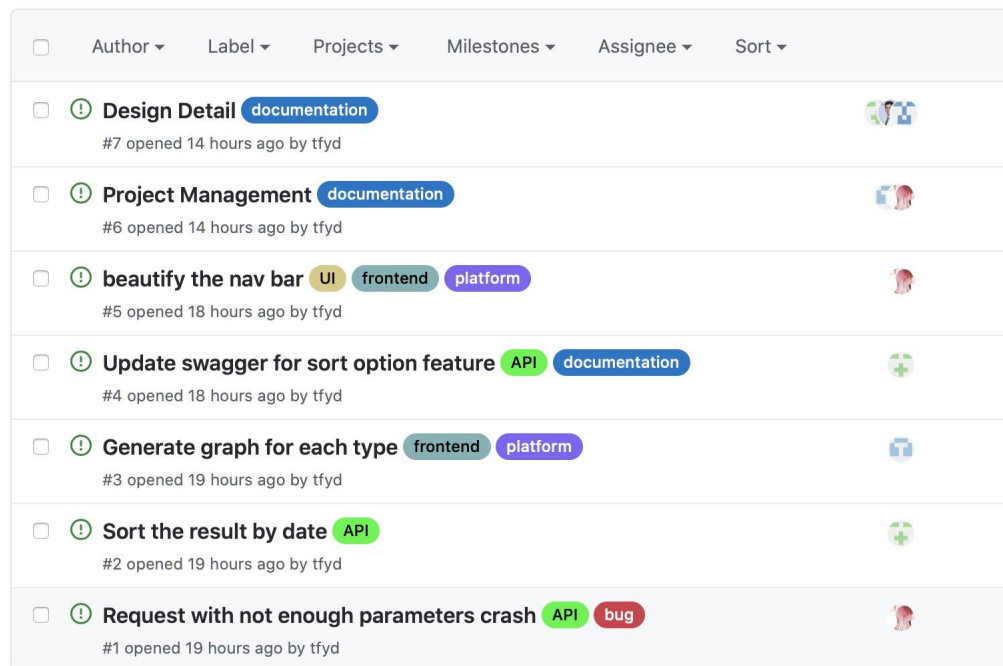 Author Label Projects Milestones Assignee Sort
Design Detail documentation
#7 opened 14 hours ago by tfyd
Project Management documentation
#6 opened 14 hours ago by tfyd
beautify the nav bar UI frontend platform
#5 opened 18 hours ago by tfyd
Update swagger for sort option feature API documentation
#4 opened 18 hours ago by tfyd
Generate graph for each type frontend platform
#3 opened 19 hours ago by tfyd
Sort the result by date API
#2 opened 19 hours ago by tfyd
Request with not enough parameters crash API bug
#1 opened 19 hours ago by tfyd